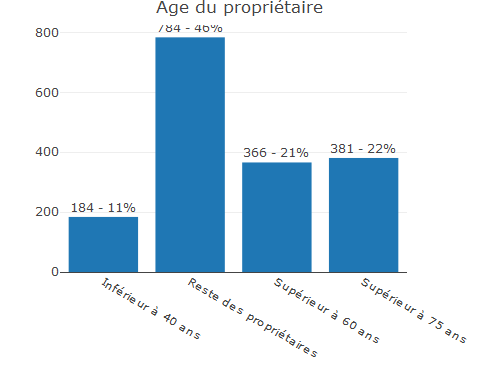 Age du propriétaire
800
600
400
200
0
184 - 11%
784 - 46%
366 - 21%
381 - 22%
Inférieur à 40 ans
Reste des propriétaires
Supérieur à 60 ans
Supérieur à 75 ans